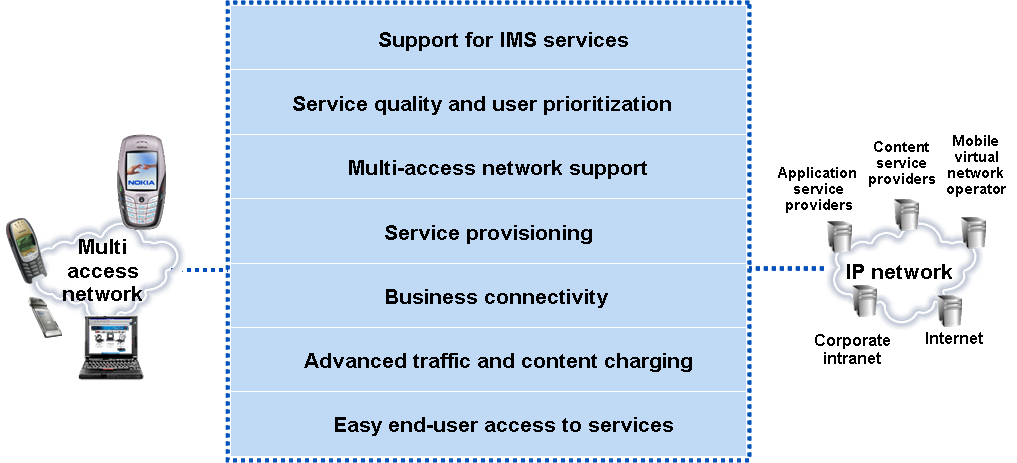 Support for IMS services
Service quality and user prioritization
Multi-access network support
Service provisioning
Business connectivity
Advanced traffic and content charging
Easy end-user access to services
NOKIA
Multi
access
network
Application
service
providers
Content
service
providers
Mobile
virtual
network
operator
IP network
Corporate
intranet
Internet